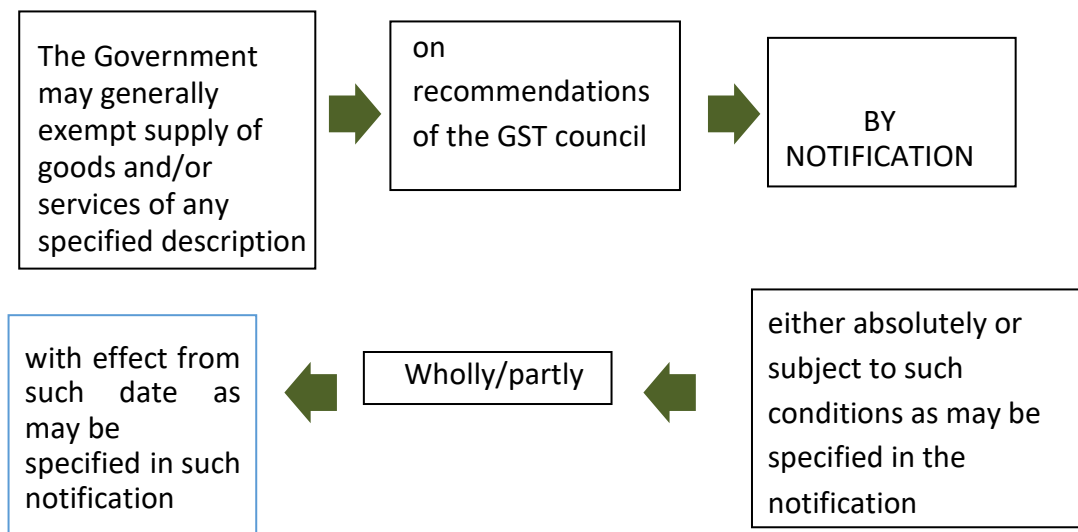 The Government
may generally
exempt supply of
goods and/or
services of any
specified description
on
recommendations
of the GST council
BY
NOTIFICATION
either absolutely or
subject to such
conditions as may be
specified in the
notification
Wholly/partly
with effect from
such date as
may be
specified in such
notification